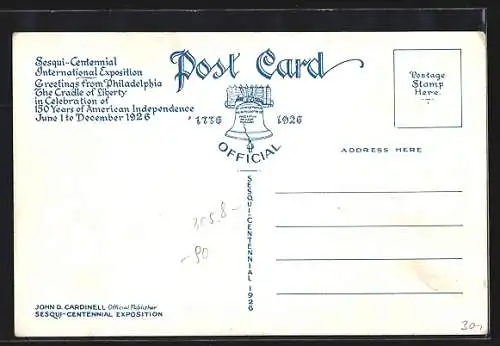 Sesqui-Centennial
International Exposition
Greetings from Philadelphia
The Cradle of Liberty
in Celebration of
150 Years of American Independence
June 1 to December 1926
Post Card
1776 1926
OFFICIAL
Postage
Stamp
Here.
ADDRESS HERE
SESQUI-CENTENNIAL 1926
-90
JOHN D. CARDINELL Official Publisher
SESQUI-CENTENNIAL EXPOSITION
30,-